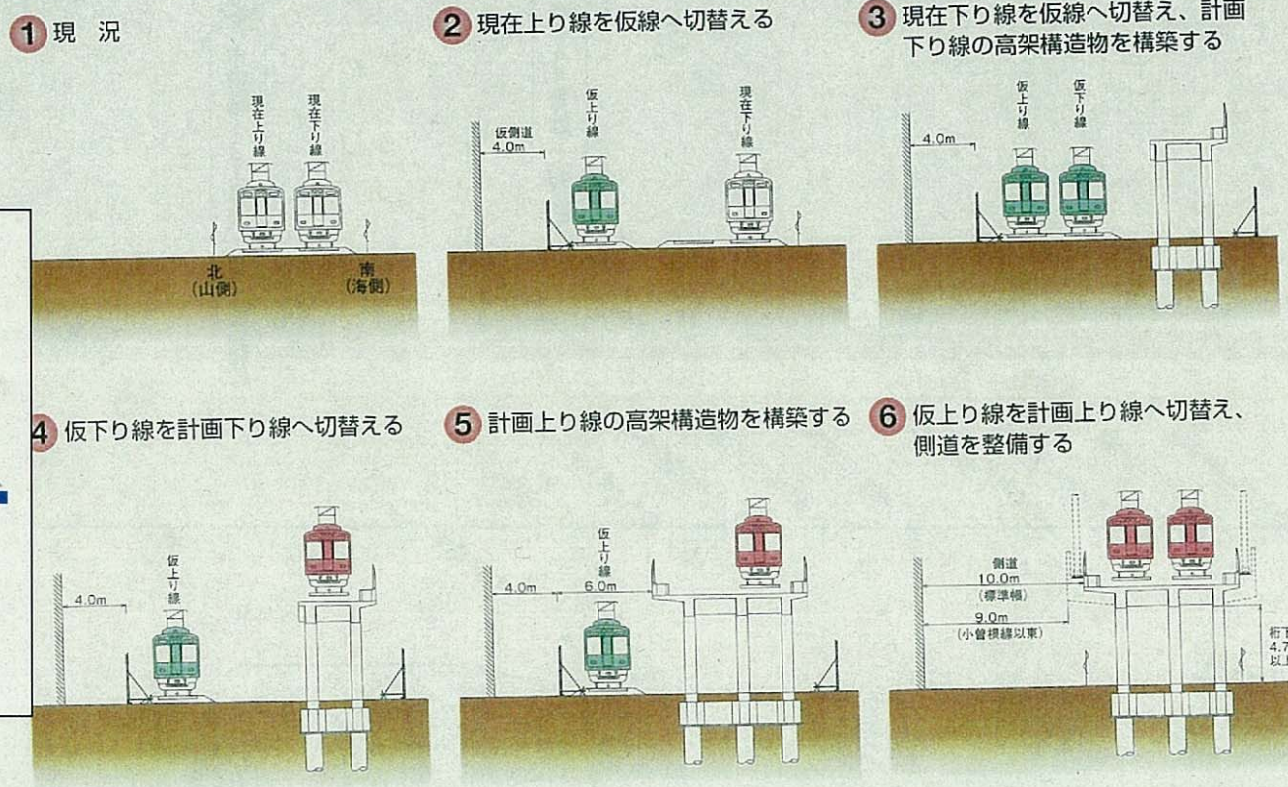 1 現 況
現在上り線
現在下り線
北
(山側)
南
(海側)
2 現在上り線を仮線へ切替える
仮側道
4.0m
仮上り線
現在下り線
3 現在下り線を仮線へ切替え、計画
下り線の高架構造物を構築する
4.0m
仮上り線
仮下り線
4 仮下り線を計画下り線へ切替える
4.0m
仮上り線
5 計画上り線の高架構造物を構築する
4.0m
仮上り線
6.0m
6 仮上り線を計画上り線へ切替え、
側道を整備する
側道
10.0m
(標準幅)
9.0m
(小曽根線以東)
桁下
4.7
以上